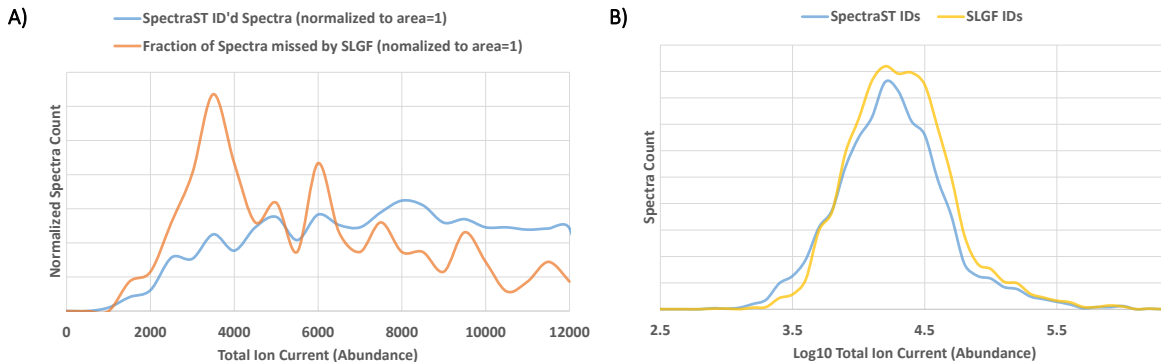 A)
SpectraST ID'd Spectra (normalized to area=1)
Fraction of Spectra missed by SLGF (nomalized to area=1)
Normalized Spectra Count
0 2000 4000 6000 8000 10000 12000
Total Ion Current (Abundance)
B)
SpectraST IDs SLGF IDs
Spectra Count
2.5 3.5 4.5 5.5
Log10 Total Ion Current (Abundance)